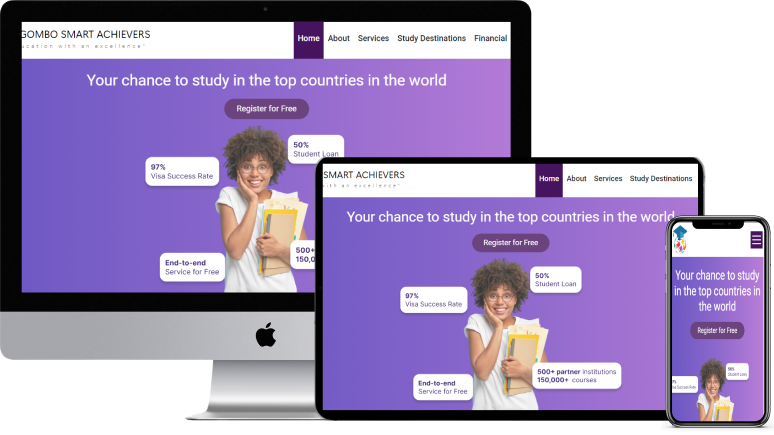 GOMBO SMART ACHIEVERS
ucation with an excellence"
Home About Services Study Destinations Financial
Your chance to study in the top countries in the world
Register for Free
97%
Visa Success Rate
50%
Student Loan
End-to-end
Service for Free
500+
150,0
SMART ACHIEVERS
with an excellence"
Home About Services Study Destinations
Your chance to study in the top countries in the world
Register for Free
97%
Visa Success Rate
50%
Student Loan
500+ partner institutions
150,000+ courses
End-to-end
Service for Free
Your chance to study
in the top countries in
the world
Register for Free
50%
Student Loan
7%
Visa Success Rate